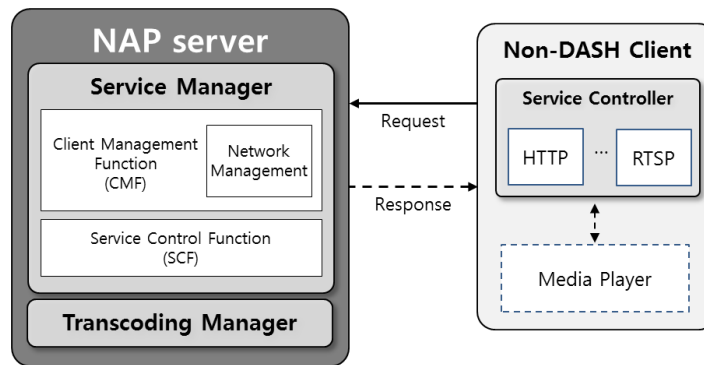 NAP server
Service Manager
Client Management
Function
(CMF)
Network
Management
Service Control Function
(SCF)
Transcoding Manager
Request
Response
Non-DASH Client
Service Controller
HTTP
...
RTSP
Media Player